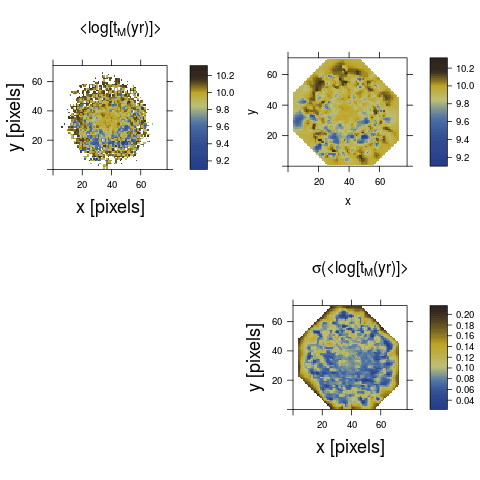 <log[tM(yr)]>
y [pixels]
60
40
20
20 40 60
x [pixels]
10.2
10.0
9.8
9.6
9.4
9.2
y
60
40
20
20 40 60
x
10.2
10.0
9.8
9.6
9.4
9.2
σ(<log[tM(yr)]>
y [pixels]
60
40
20
20 40 60
x [pixels]
0.20
0.18
0.16
0.14
0.12
0.10
0.08
0.06
0.04